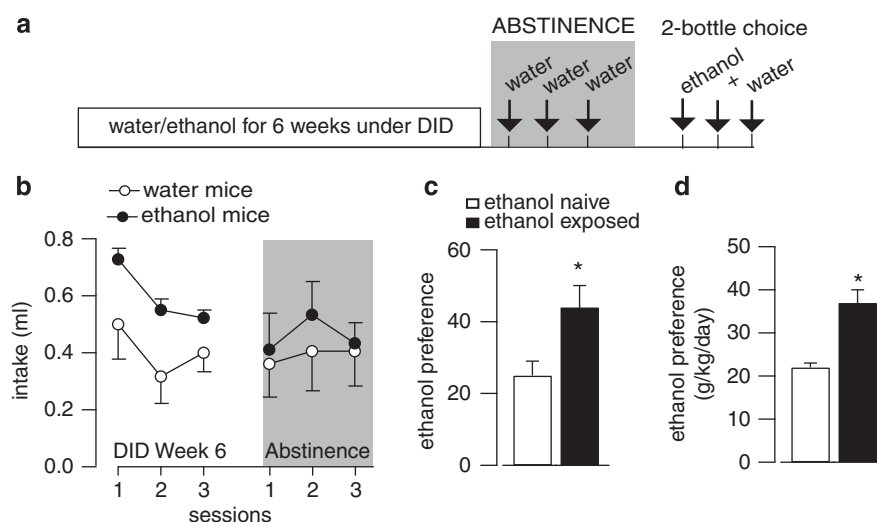 a
ABSTINENCE
2-bottle choice
water
water
water
ethanol
+
water
water/ethanol for 6 weeks under DID
b
water mice
ethanol mice
0.8
0.6
0.4
0.2
0.0
intake (ml)
DID Week 6
Abstinence
1 2 3 1 2 3
sessions
c
ethanol naive
ethanol exposed
60
40
20
0
ethanol preference
*
d
50
40
30
20
10
0
ethanol preference
(g/kg/day)
*